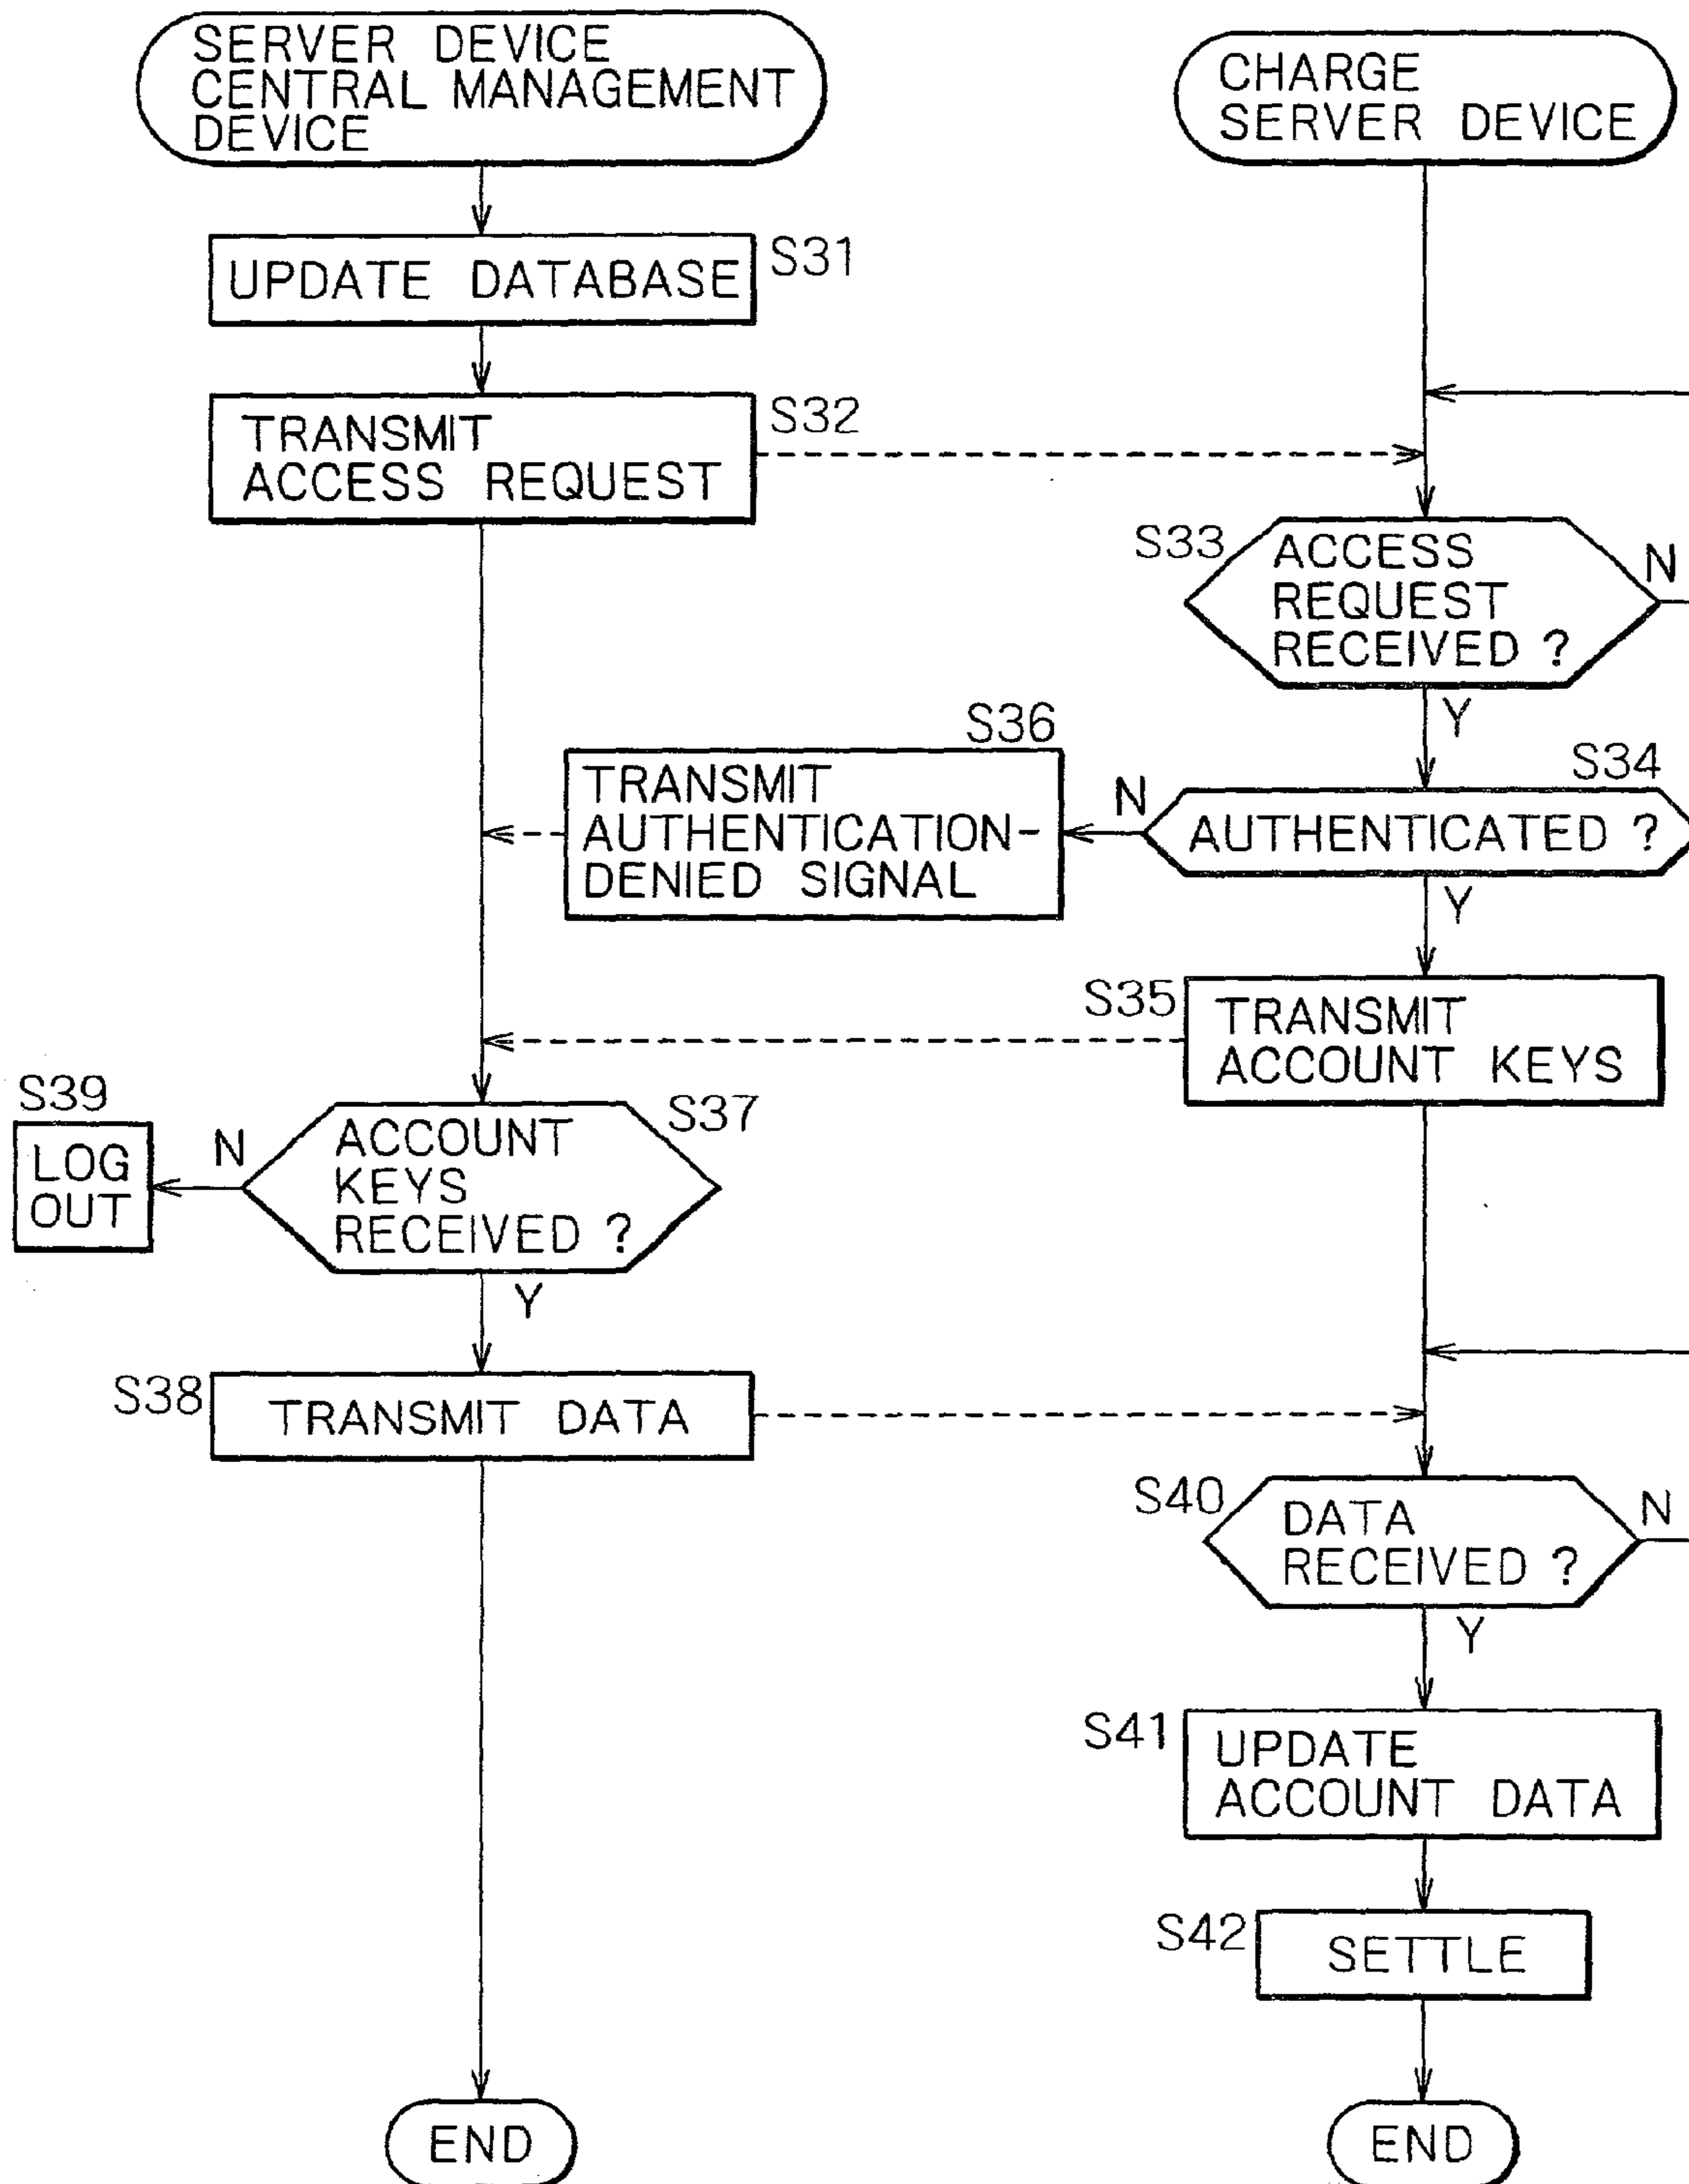 SERVER DEVICE
CENTRAL MANAGEMENT
DEVICE
CHARGE
SERVER DEVICE
UPDATE DATABASE
S31
TRANSMIT
ACCESS REQUEST
S32
S33
ACCESS
REQUEST
RECEIVED ?
N
Y
S36
TRANSMIT
AUTHENTICATION-
DENIED SIGNAL
N
S34
AUTHENTICATED ?
Y
S35
TRANSMIT
ACCOUNT KEYS
S39
LOG
OUT
N
S37
ACCOUNT
KEYS
RECEIVED ?
Y
S38
TRANSMIT DATA
S40
DATA
RECEIVED ?
N
Y
S41
UPDATE
ACCOUNT DATA
S42
SETTLE
END
END